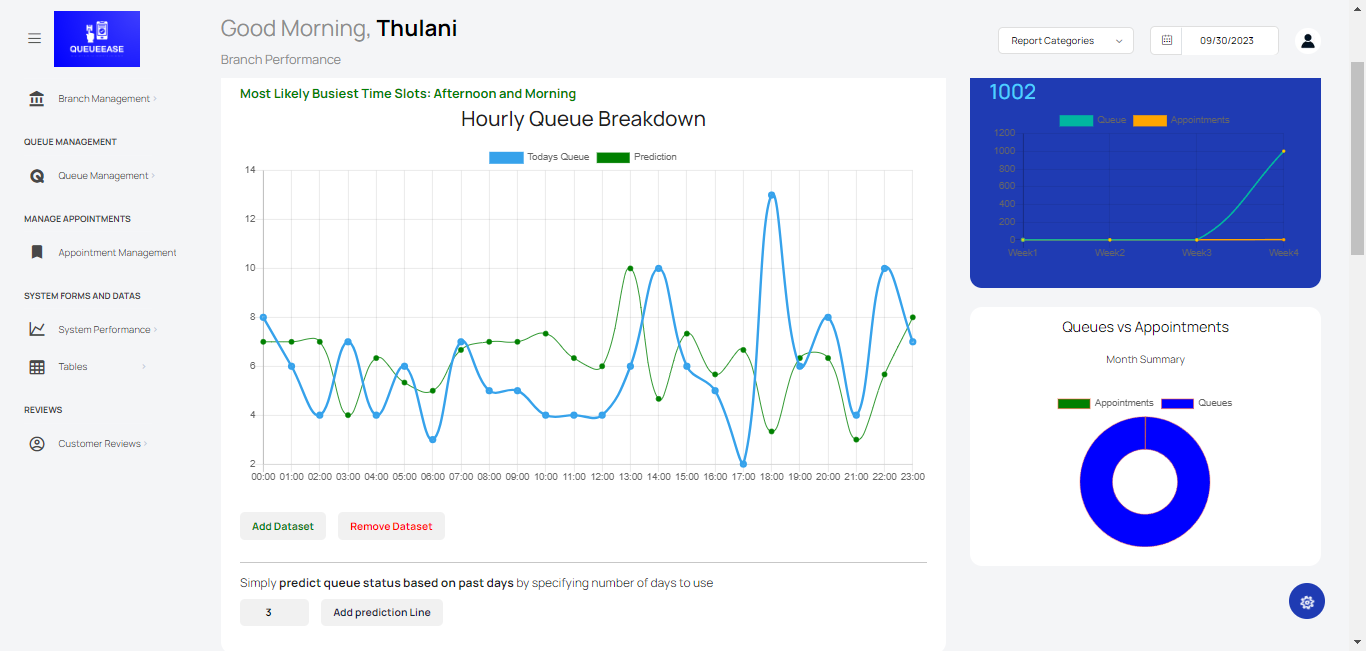 QUEUEEASE
Good Morning, Thulani
Branch Performance
Report Categories
09/30/2023
Branch Management
QUEUE MANAGEMENT
Queue Management
MANAGE APPOINTMENTS
Appointment Management
SYSTEM FORMS AND DATAS
System Performance
Tables
REVIEWS
Customer Reviews
Most Likely Busiest Time Slots: Afternoon and Morning
Hourly Queue Breakdown
Todays Queue Prediction
14
12
10
8
6
4
2
00:00 01:00 02:00 03:00 04:00 05:00 06:00 07:00 08:00 09:00 10:00 11:00 12:00 13:00 14:00 15:00 16:00 17:00 18:00 19:00 20:00 21:00 22:00 23:00
Add Dataset Remove Dataset
Simply predict queue status based on past days by specifying number of days to use
3 Add prediction Line
1002
Queue Appointments
1200
1000
800
600
400
200
0
Week1 Week2 Week3 Week4
Queues vs Appointments
Month Summary
Appointments Queues